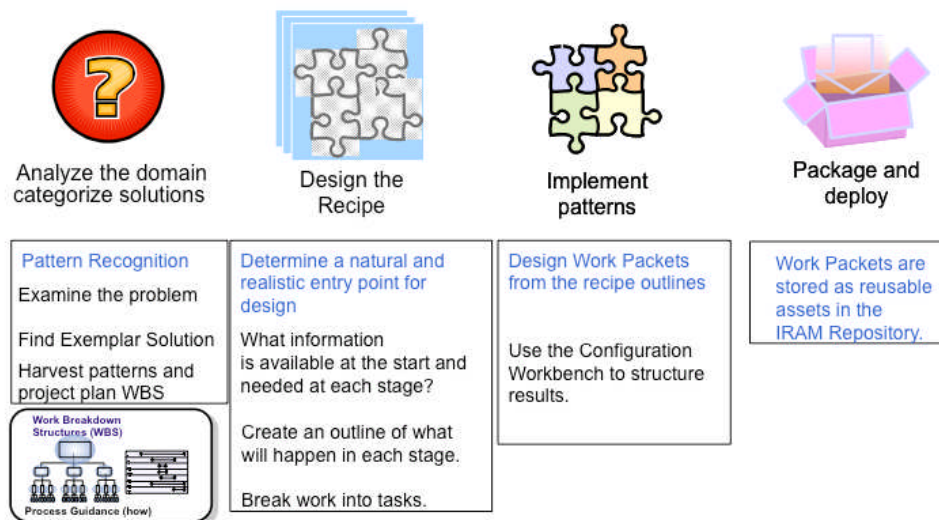 Analyze the domain
categorize solutions
Design the
Recipe
Implement
patterns
Package and
deploy
Pattern Recognition
Examine the problem
Find Exemplar Solution
Harvest patterns and
project plan WBS
Work Breakdown
Structures (WBS)
Process Guidance (how)
Determine a natural and
realistic entry point for
design
What information
is available at the start and
needed at each stage?
Create an outline of what
will happen in each stage.
Break work into tasks.
Design Work Packets
from the recipe outlines
Use the Configuration
Workbench to structure
results.
Work Packets are
stored as reusable
assets in the
IRAM Repository.